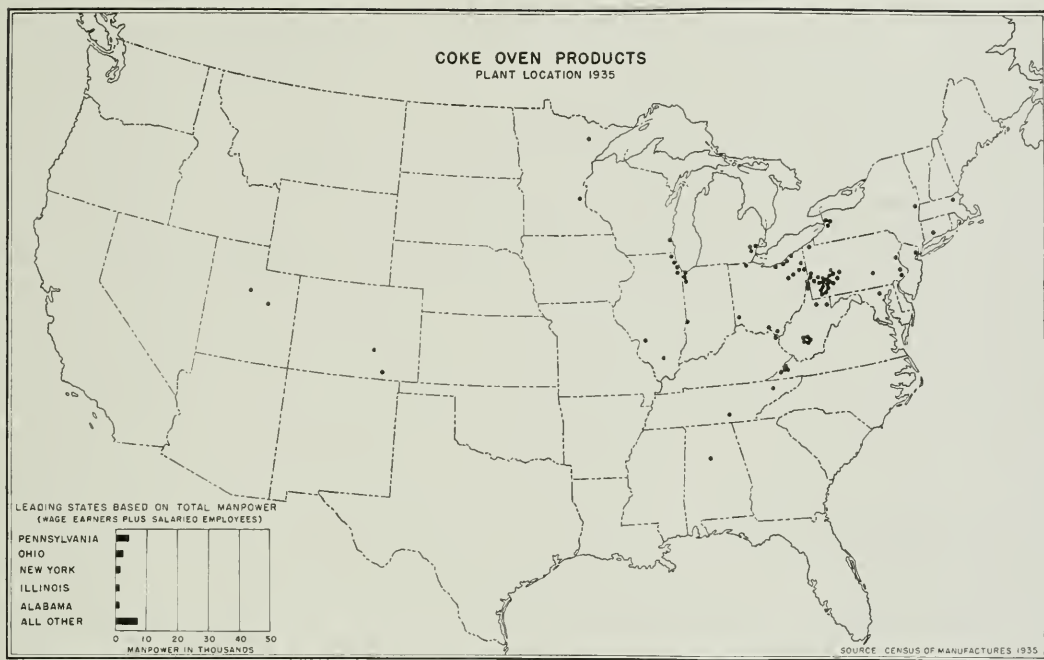 COKE OVEN PRODUCTS
PLANT LOCATION 1935
LEADING STATES BASED ON TOTAL MANPOWER
(WAGE EARNERS PLUS SALARIED EMPLOYEES)
PENNSYLVANIA
OHIO
NEW YORK
ILLINOIS
ALABAMA
ALL OTHER
0 10 20 30 40 50
MANPOWER IN THOUSANDS
SOURCE CENSUS OF MANUFACTURES 1935